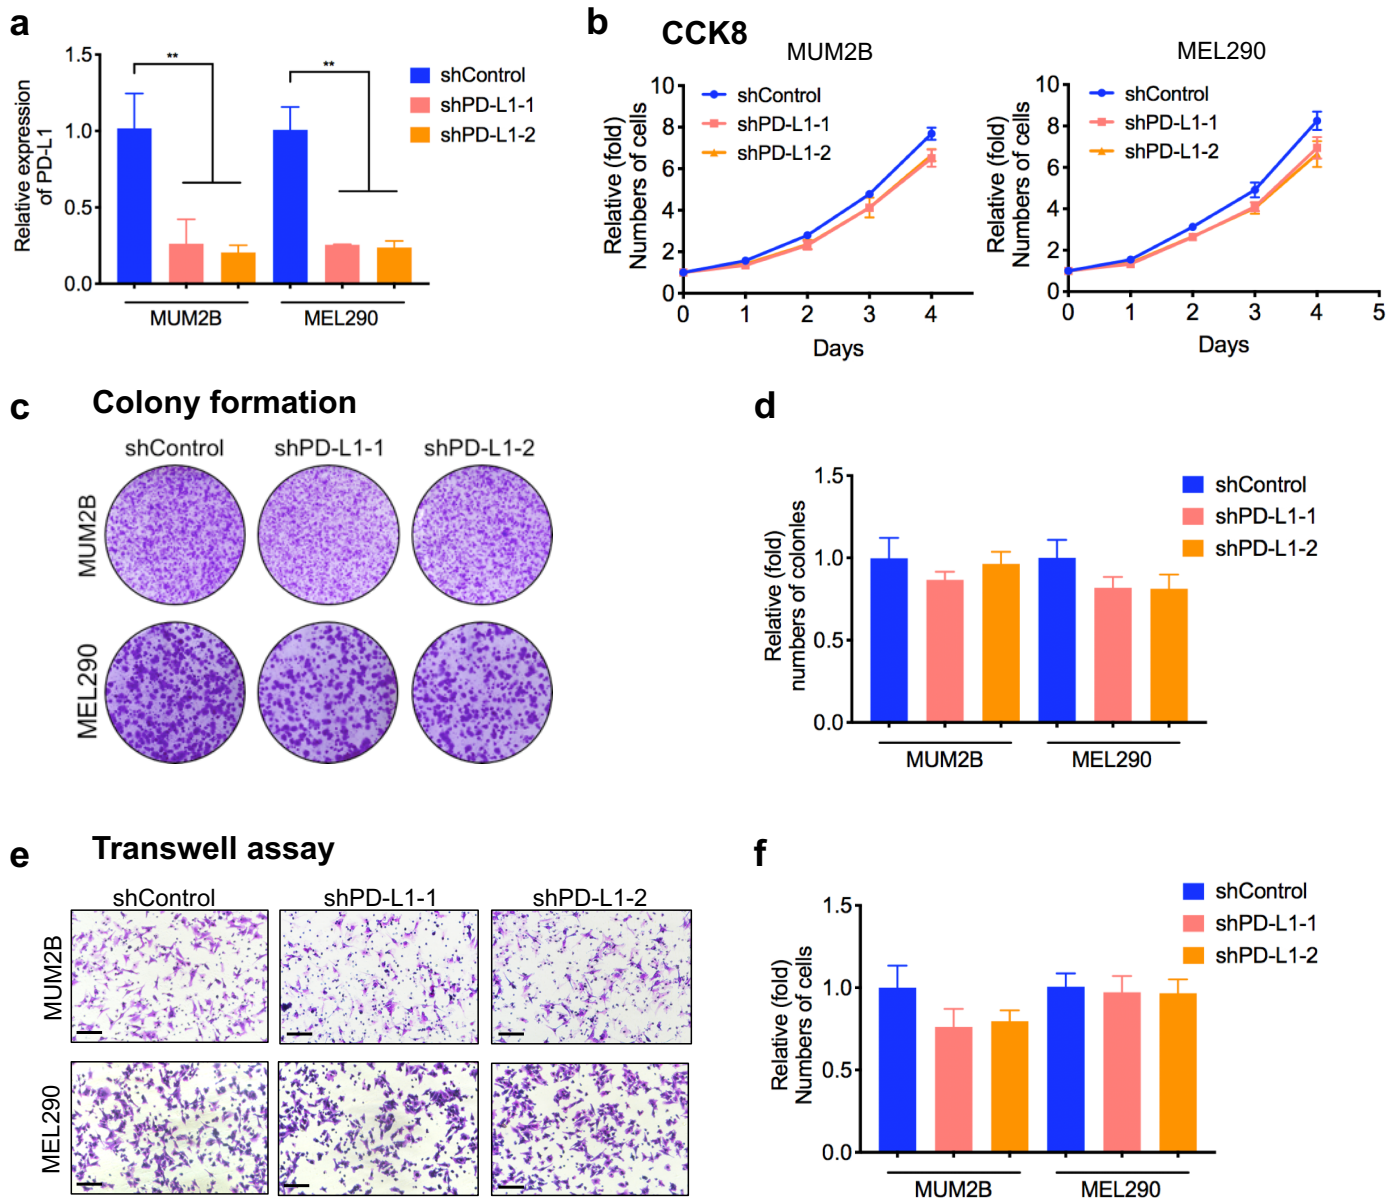 a
1.5
1.0
0.5
0.0
Relative expression
of PD-L1
**
**
shControl
shPD-L1-1
shPD-L1-2
MUM2B
MEL290
b
CCK8
MUM2B
10
8
6
4
2
0
Relative (fold)
Numbers of cells
shControl
shPD-L1-1
shPD-L1-2
0 1 2 3 4
Days
MEL290
10
8
6
4
2
0
Relative (fold)
Numbers of cells
shControl
shPD-L1-1
shPD-L1-2
0 1 2 3 4 5
Days
c
Colony formation
shControl shPD-L1-1 shPD-L1-2
MUM2B
MEL290
d
1.5
1.0
0.5
0.0
Relative (fold)
numbers of colonles
shControl
shPD-L1-1
shPD-L1-2
MUM2B
MEL290
e
Transwell assay
shControl shPD-L1-1 shPD-L1-2
MUM2B
MEL290
f
1.5
1.0
0.5
0.0
Relative (fold)
Numbers of cells
shControl
shPD-L1-1
shPD-L1-2
MUM2B
MEL290